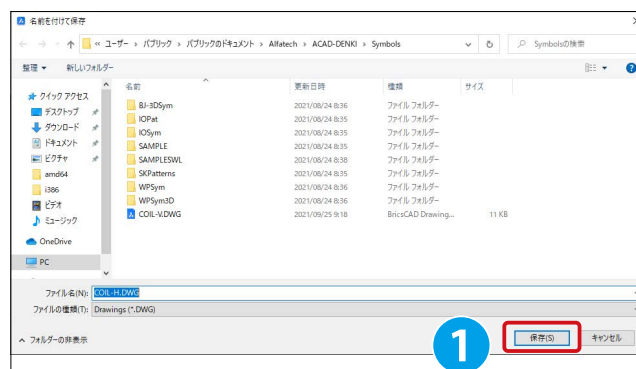 名前を付けて保存
« ユーザー › パブリック › パブリックのドキュメント › Alfatech › ACAD-DENKI › Symbols
Symbolsの検索
整理 新しいフォルダー
名前 更新日時 種類 サイズ
クイック アクセス
デスクトップ
ダウンロード
ドキュメント
ピクチャ
amd64
i386
ビデオ
ミュージック
OneDrive
PC
BJ-3DSym 2021/08/24 8:36 ファイル フォルダー
IOPat 2021/08/24 8:35 ファイル フォルダー
IOSym 2021/08/24 8:35 ファイル フォルダー
SAMPLE 2021/08/24 8:35 ファイル フォルダー
SAMPLESWL 2021/08/24 8:38 ファイル フォルダー
SKPatterns 2021/08/24 8:35 ファイル フォルダー
WPSym 2021/08/24 8:36 ファイル フォルダー
WPSym3D 2021/08/24 8:36 ファイル フォルダー
COIL-V.DWG 2021/09/25 9:18 BricsCAD Drawing... 11 KB
ファイル名(N): COIL-H.DWG
ファイルの種類(T): Drawings (*.DWG)
フォルダーの非表示
1
保存(S)
キャンセル